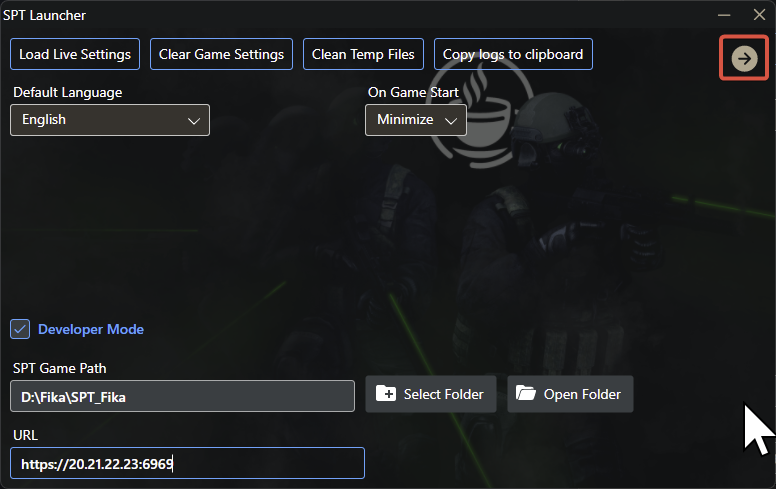 SPT Launcher
Load Live Settings
Clear Game Settings
Clean Temp Files
Copy logs to clipboard
Default Language
On Game Start
English
Minimize
Developer Mode
SPT Game Path
D:\Fika\SPT_Fika
Select Folder
Open Folder
URL
https://20.21.22.23:6969